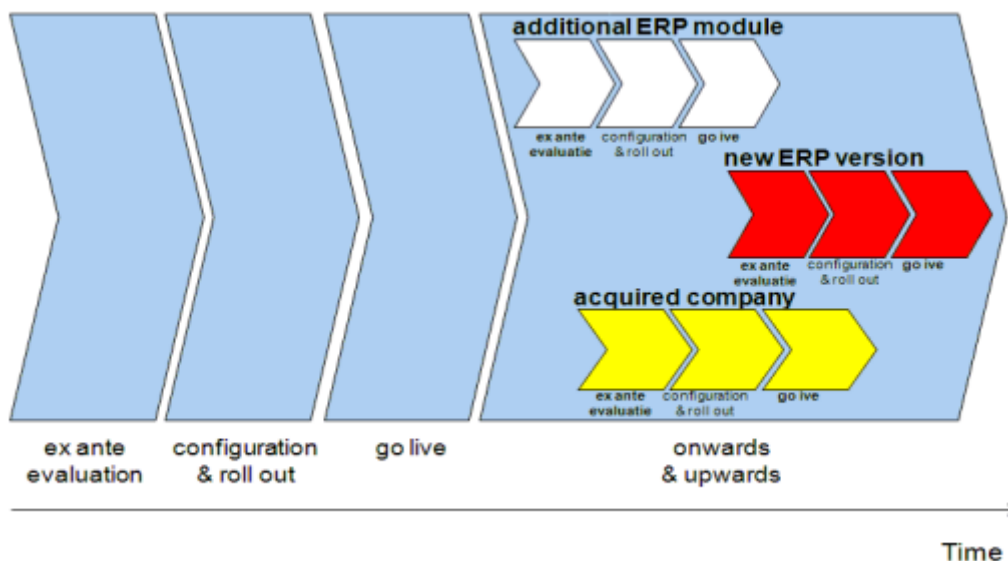 additional ERP module
ex ante
evaluatie
configuration
& roll out
go ive
new ERP version
ex ante
evaluatie
configuration
& roll out
go ive
acquired company
ex ante
evaluatie
configuration
& roll out
go ive
ex ante
evaluation
configuration
& roll out
go live
onwards
& upwards
Time